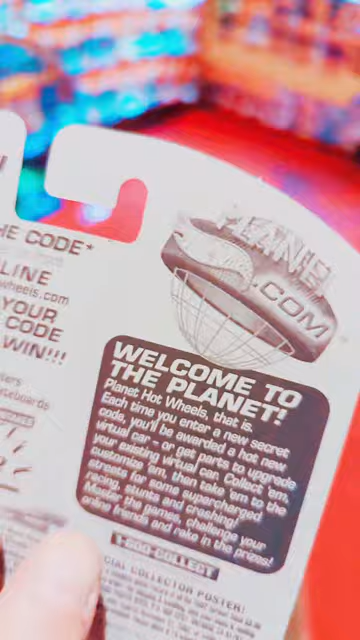 HE CODE*
LINE
wheels.com
YOUR
CODE
WIN!!!
PLANET
.COM
WELCOME TO
THE PLANET!
Planet Hot Wheels, that is.
Each time you enter a new secret
code, you'll be awarded a hot new
virtual car - or get parts to upgrade
your existing virtual car. Collect 'em,
customize 'em, then take 'em to the
streets for some supercharged
racing, stunts and crashing!
Master the games, challenge your
online friends and rake in the prizes!
1-800-COLLECT
CIAL COLLECTOR POSTER!